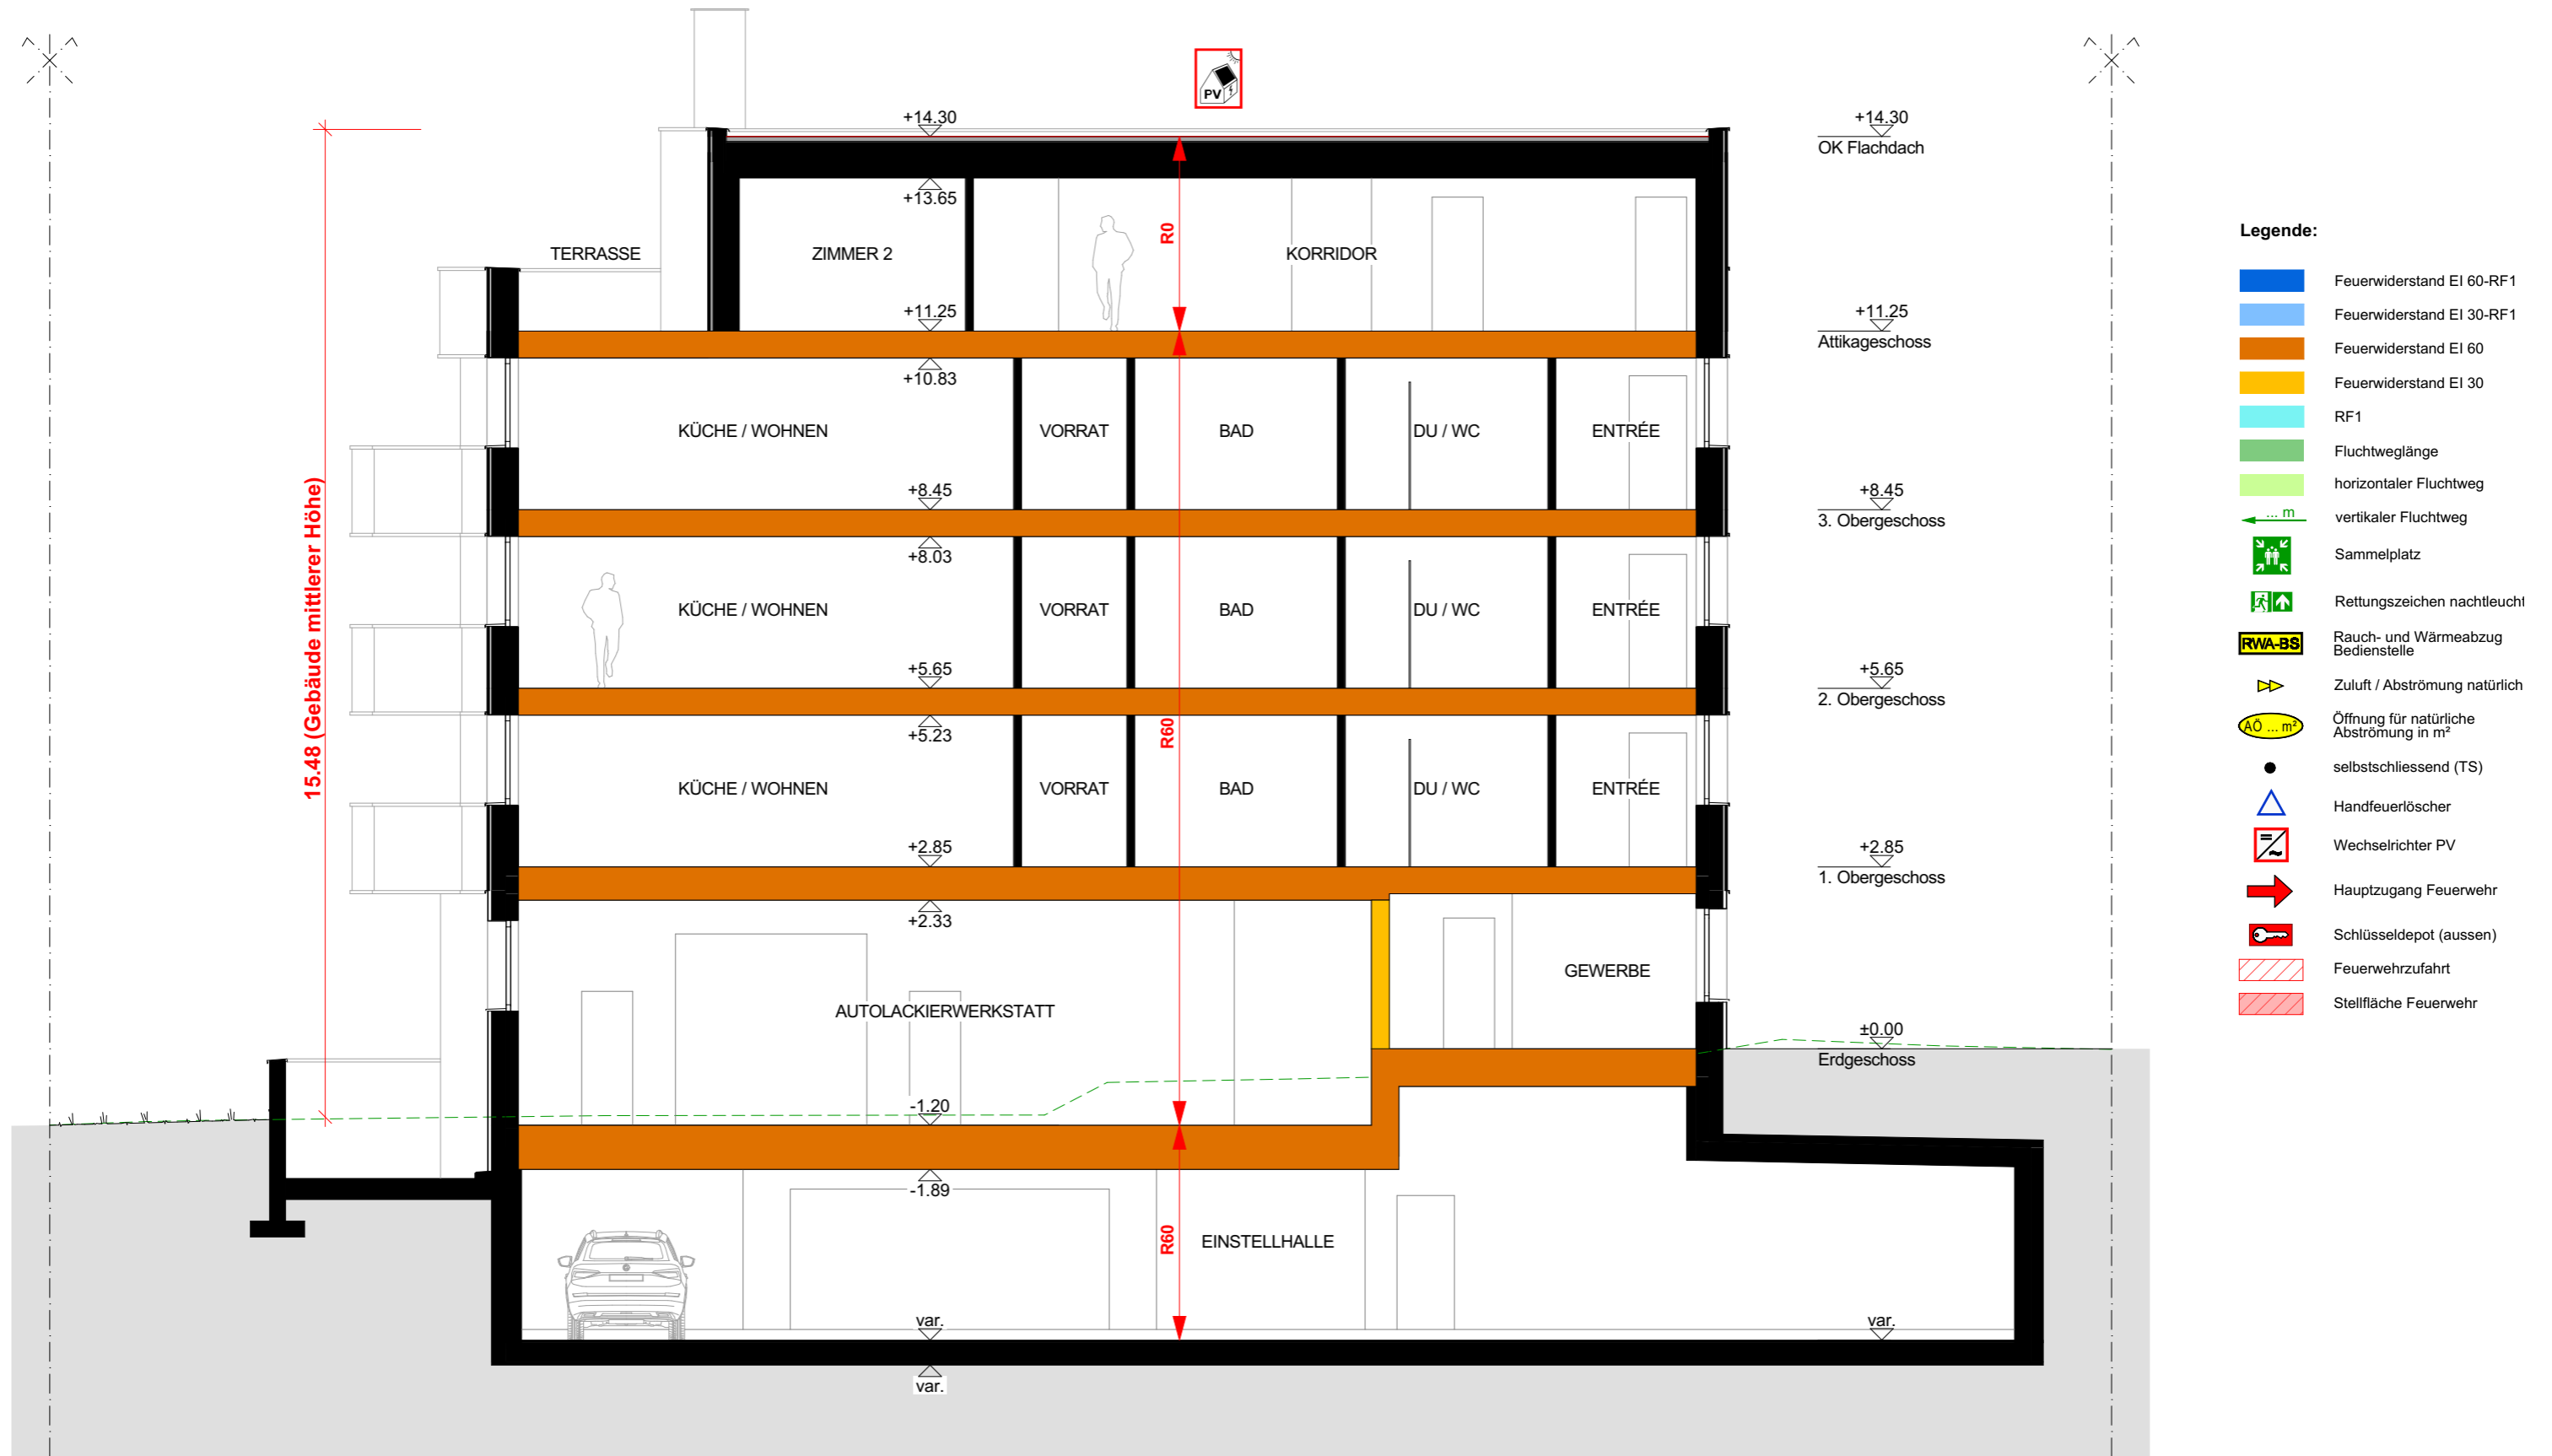 PV
+14.30
+14.30
OK Flachdach
+13.65
TERRASSE
ZIMMER 2
R0
KORRIDOR
+11.25
+11.25
Attikageschoss
+10.83
KÜCHE / WOHNEN
VORRAT
BAD
DU / WC
ENTRÉE
+8.45
+8.45
3. Obergeschoss
+8.03
15.48 (Gebäude mittlerer Höhe)
KÜCHE / WOHNEN
VORRAT
BAD
DU / WC
ENTRÉE
+5.65
+5.65
2. Obergeschoss
+5.23
R60
KÜCHE / WOHNEN
VORRAT
BAD
DU / WC
ENTRÉE
+2.85
+2.85
1. Obergeschoss
+2.33
GEWERBE
AUTOLACKIERWERKSTATT
±0.00
Erdgeschoss
-1.20
-1.89
R60
EINSTELLHALLE
var.
var.
var.
Legende:
Feuerwiderstand EI 60-RF1
Feuerwiderstand EI 30-RF1
Feuerwiderstand EI 60
Feuerwiderstand EI 30
RF1
Fluchtweglänge
horizontaler Fluchtweg
... m
vertikaler Fluchtweg
Sammelplatz
Rettungszeichen nachtleucht
RWA-BS
Rauch- und Wärmeabzug
Bedienstelle
Zuluft / Abströmung natürlich
AÖ ... m²
Öffnung für natürliche
Abströmung in m²
selbstschliessend (TS)
Handfeuerlöscher
Wechselrichter PV
Hauptzugang Feuerwehr
Schlüsseldepot (aussen)
Feuerwehrzufahrt
Stellfläche Feuerwehr